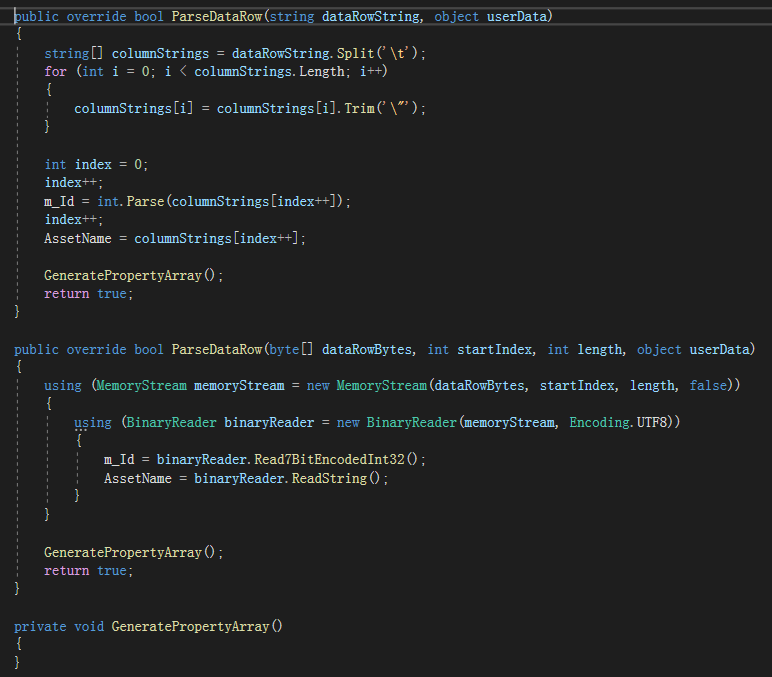 public override bool ParseDataRow(string dataRowString, object userData)
{
    string[] columnStrings = dataRowString.Split('\t');
    for (int i = 0; i < columnStrings.Length; i++)
    {
        columnStrings[i] = columnStrings[i].Trim('\"');
    }

    int index = 0;
    index++;
    m_Id = int.Parse(columnStrings[index++]);
    index++;
    AssetName = columnStrings[index++];

    GeneratePropertyArray();
    return true;
}

public override bool ParseDataRow(byte[] dataRowBytes, int startIndex, int length, object userData)
{
    using (MemoryStream memoryStream = new MemoryStream(dataRowBytes, startIndex, length, false))
    {
        using (BinaryReader binaryReader = new BinaryReader(memoryStream, Encoding.UTF8))
        {
            m_Id = binaryReader.Read7BitEncodedInt32();
            AssetName = binaryReader.ReadString();
        }
    }

    GeneratePropertyArray();
    return true;
}

private void GeneratePropertyArray()
{
}